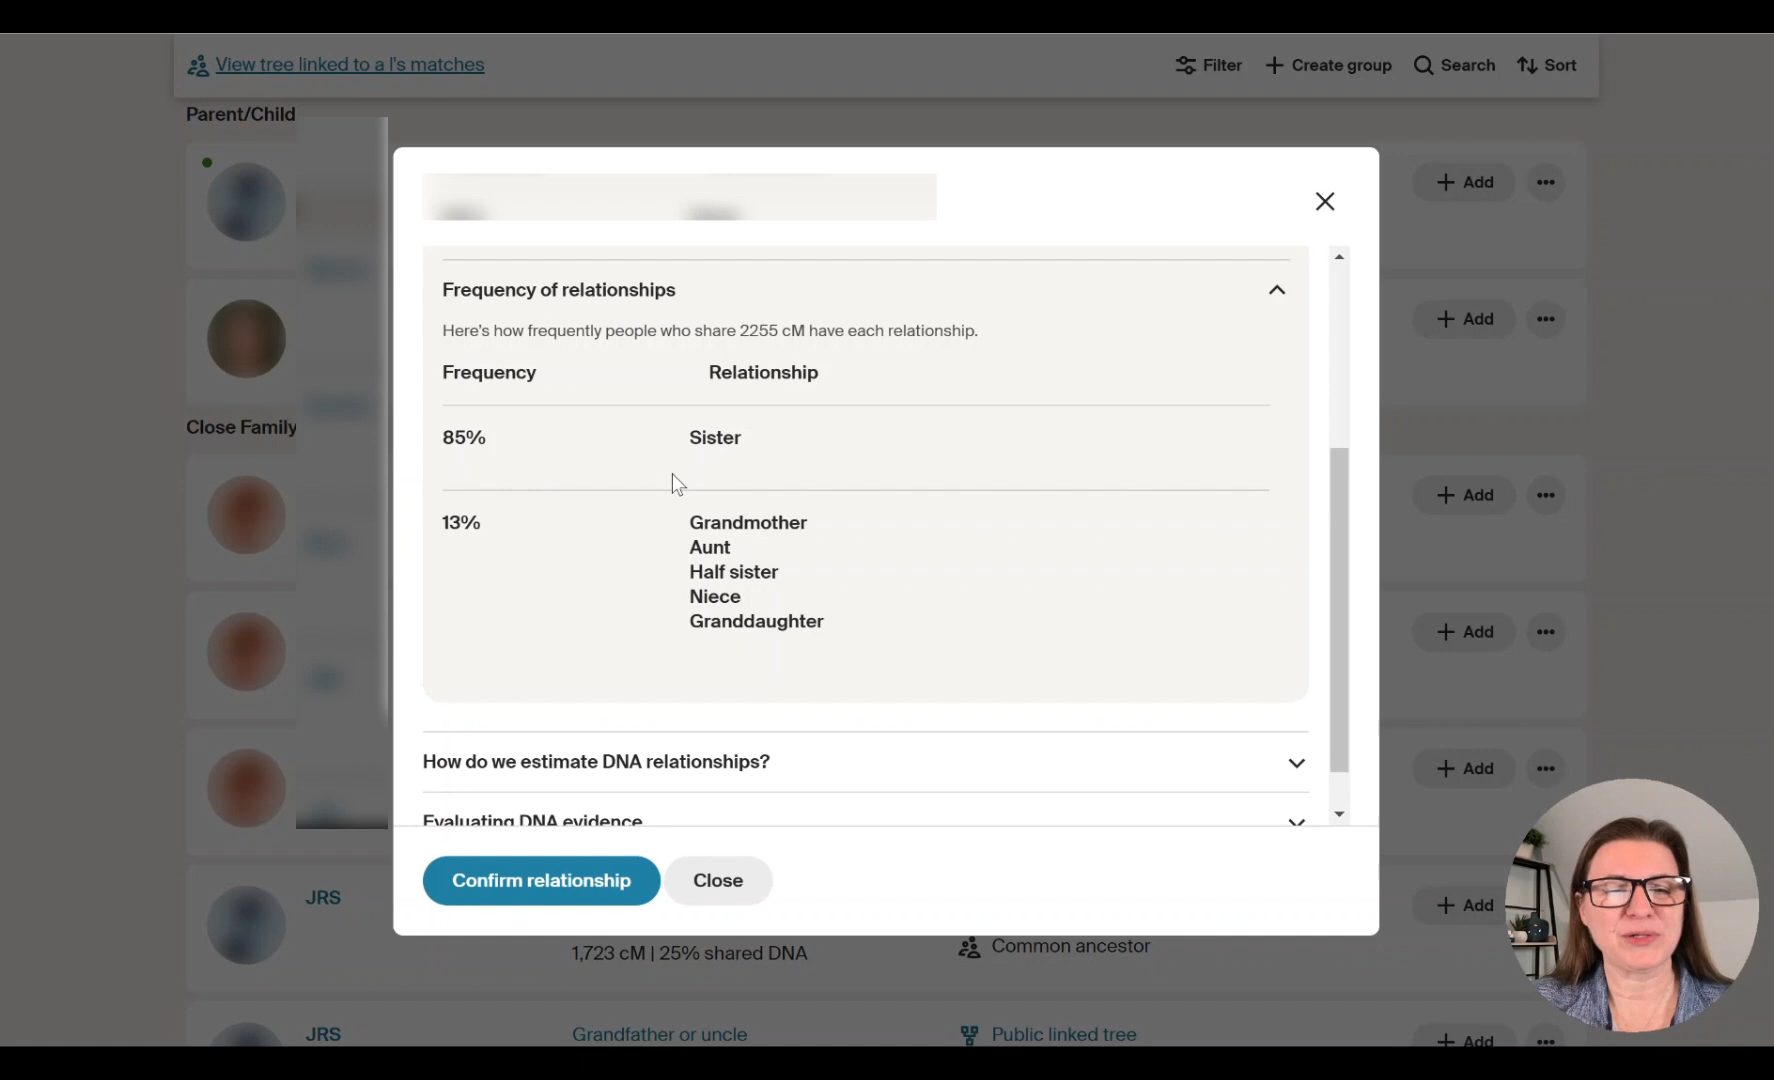 View tree linked to a l's matches
Filter
Create group
Search
Sort
Parent/Child
Add
Add
Frequency of relationships
Here's how frequently people who share 2255 cM have each relationship.
Frequency Relationship
85% Sister
13% Grandmother
Aunt
Half sister
Niece
Granddaughter
Close Family
Add
Add
How do we estimate DNA relationships?
Add
Evaluating DNA evidence
Confirm relationship
Close
JRS
Add
1,723 cM | 25% shared DNA
Common ancestor
JRS
Grandfather or uncle
Public linked tree
Add